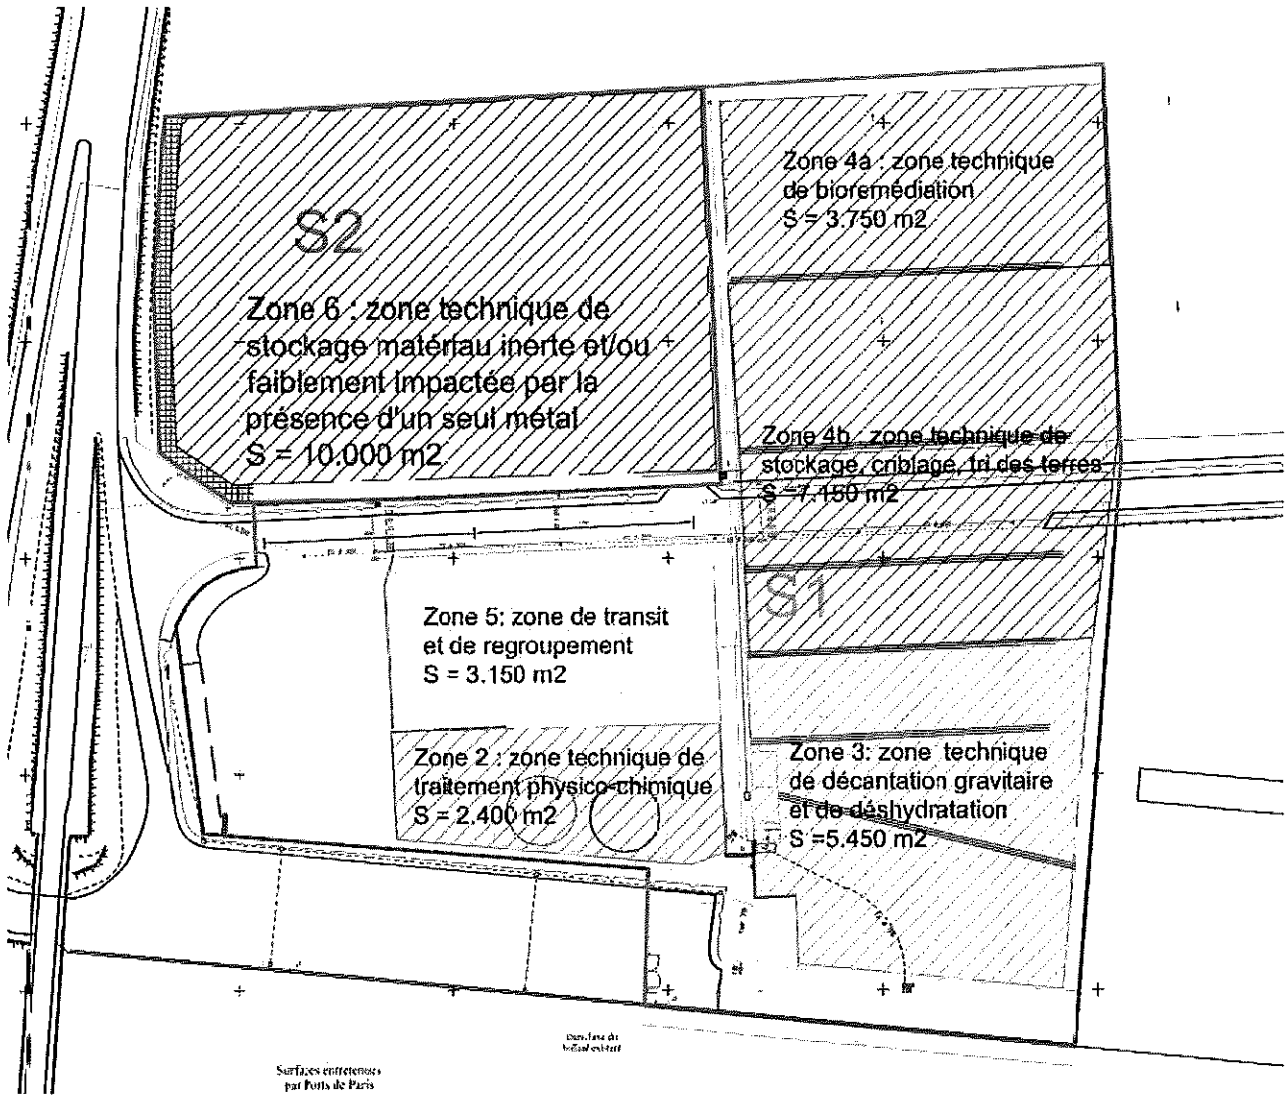 S2
Zone 6 : zone technique de
stockage matériau inerte et/ou
faiblement impactée par la
présence d'un seul métal
S = 10.000 m2
Zone 4a : zone technique
de bioremédiation
S = 3.750 m2
Zone 4b : zone technique de
stockage, criblage, tri des terres
S =7.150 m2
S1
Zone 5: zone de transit
et de regroupement
S = 3.150 m2
Zone 2 : zone technique de
traitement physico-chimique
S = 2.400 m2
Zone 3: zone technique
de décantation gravitaire
et de déshydratation
S =5.450 m2
Surfaces entretenues
par Ports de Paris